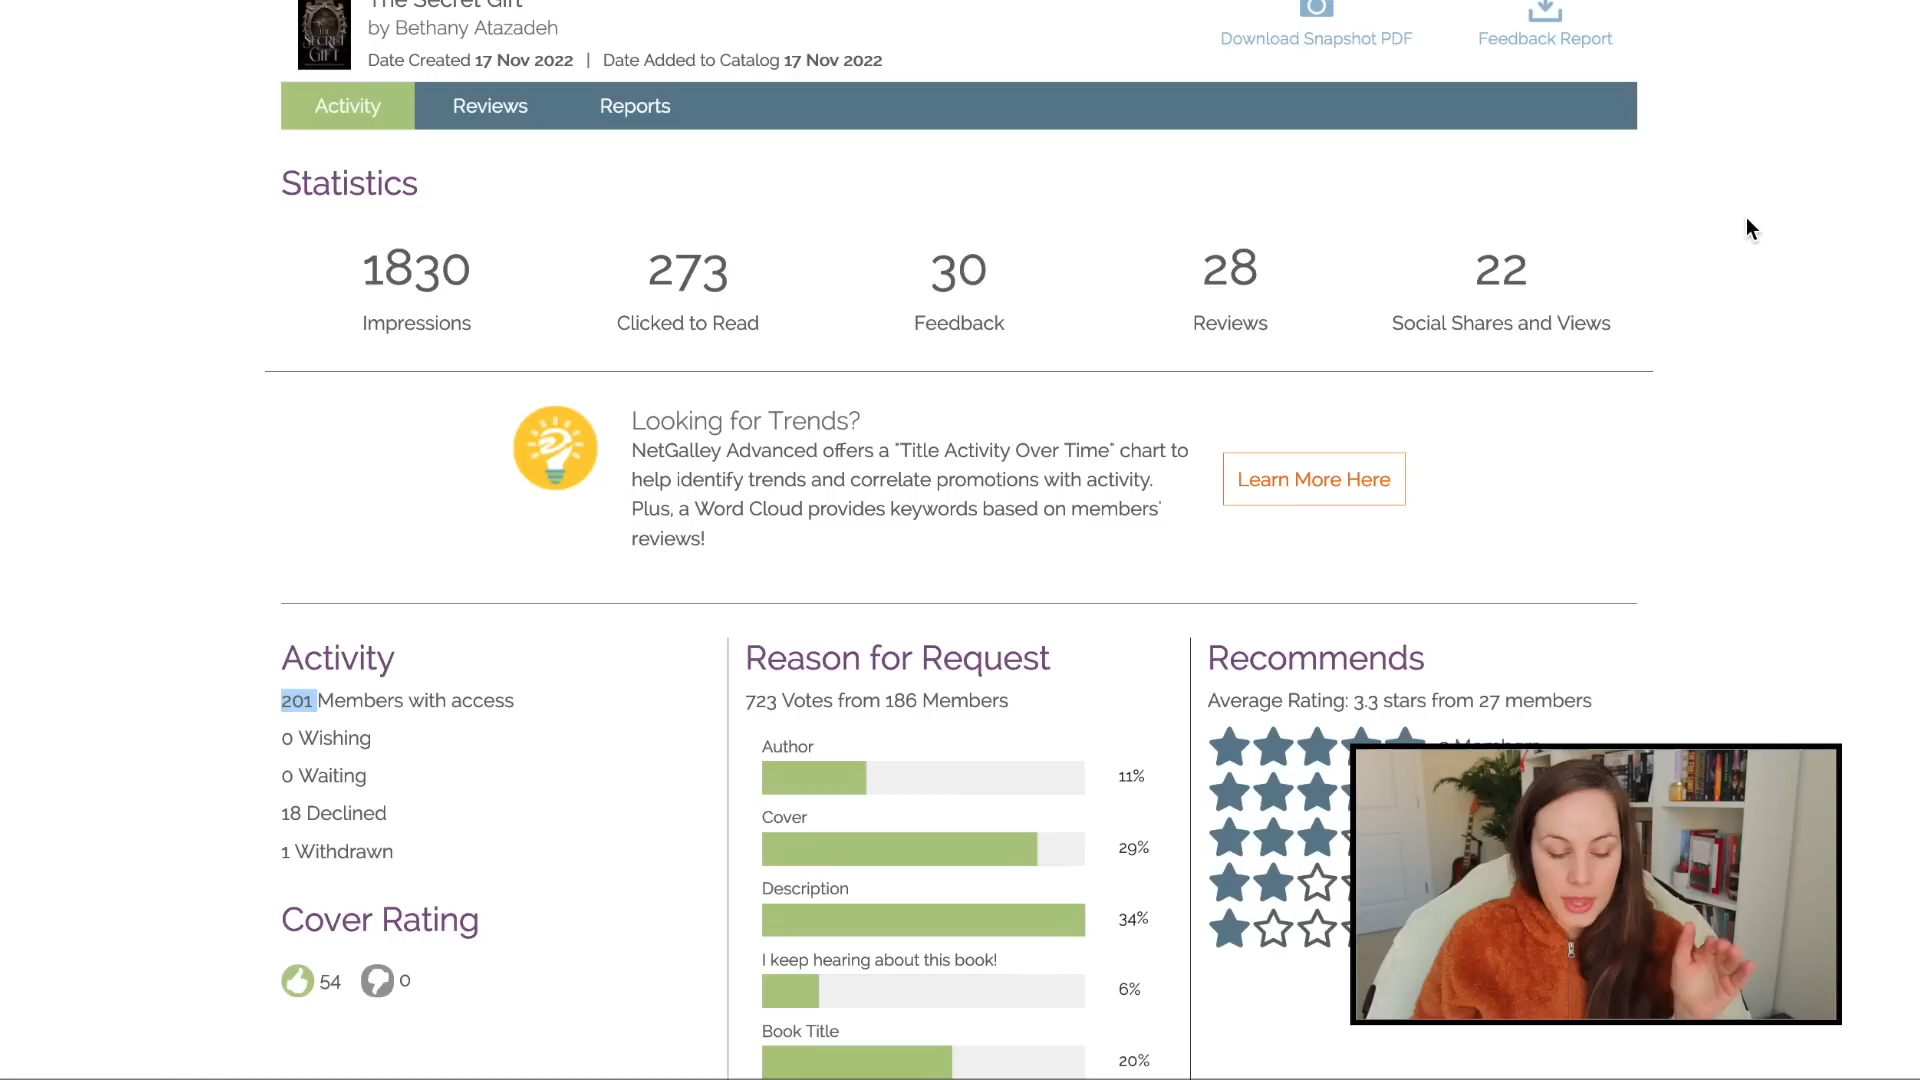 The Secret Gift
by Bethany Atazadeh
Date Created 17 Nov 2022 | Date Added to Catalog 17 Nov 2022
Download Snapshot PDF
Feedback Report
THE
SECRET
GIFT
Activity
Reviews
Reports
Statistics
1830
Impressions
273
Clicked to Read
30
Feedback
28
Reviews
22
Social Shares and Views
Looking for Trends?
NetGalley Advanced offers a "Title Activity Over Time" chart to
help identify trends and correlate promotions with activity.
Plus, a Word Cloud provides keywords based on members'
reviews!
Learn More Here
Activity
201 Members with access
0 Wishing
0 Waiting
18 Declined
1 Withdrawn
Cover Rating
54
0
Reason for Request
723 Votes from 186 Members
Author
11%
Cover
29%
Description
34%
I keep hearing about this book!
6%
Book Title
20%
Recommends
Average Rating: 3.3 stars from 27 members